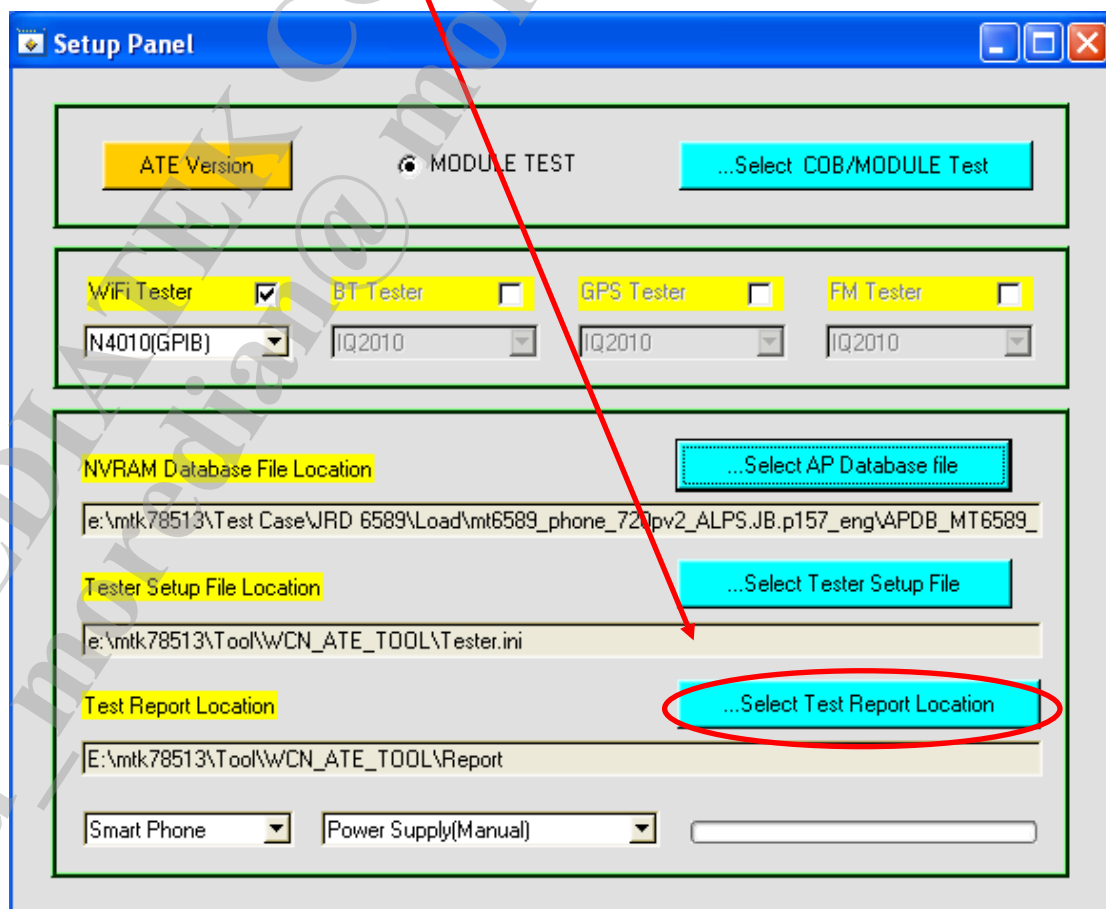 Setup Panel
ATE Version
MODULE TEST
...Select COB/MODULE Test
WiFi Tester
BT Tester
GPS Tester
FM Tester
N4010(GPIB)
IQ2010
IQ2010
IQ2010
NVRAM Database File Location
...Select AP Database file
e:\mtk78513\Test Case\JRD 6589\Load\mt6589_phone_720pv2_ALPS.JB.p157_eng\APDB_MT6589_
Tester Setup File Location
...Select Tester Setup File
e:\mtk78513\Tool\WCN_ATE_TOOL\Tester.ini
Test Report Location
...Select Test Report Location
E:\mtk78513\Tool\WCN_ATE_TOOL\Report
Smart Phone
Power Supply(Manual)